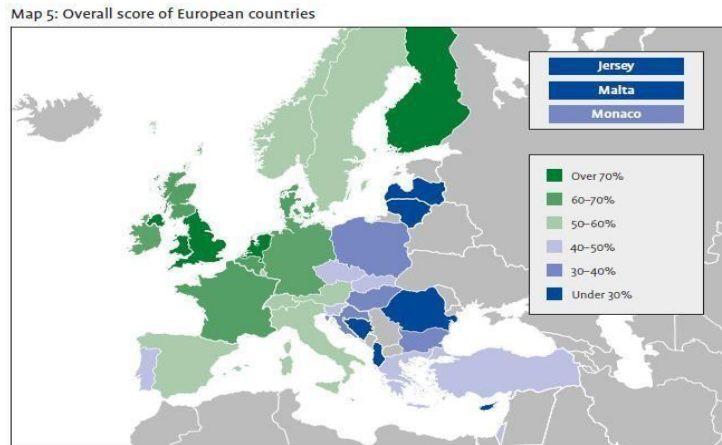 Map 5: Overall score of European countries
Jersey
Malta
Monaco
Over 70%
60–70%
50–60%
40–50%
30–40%
Under 30%